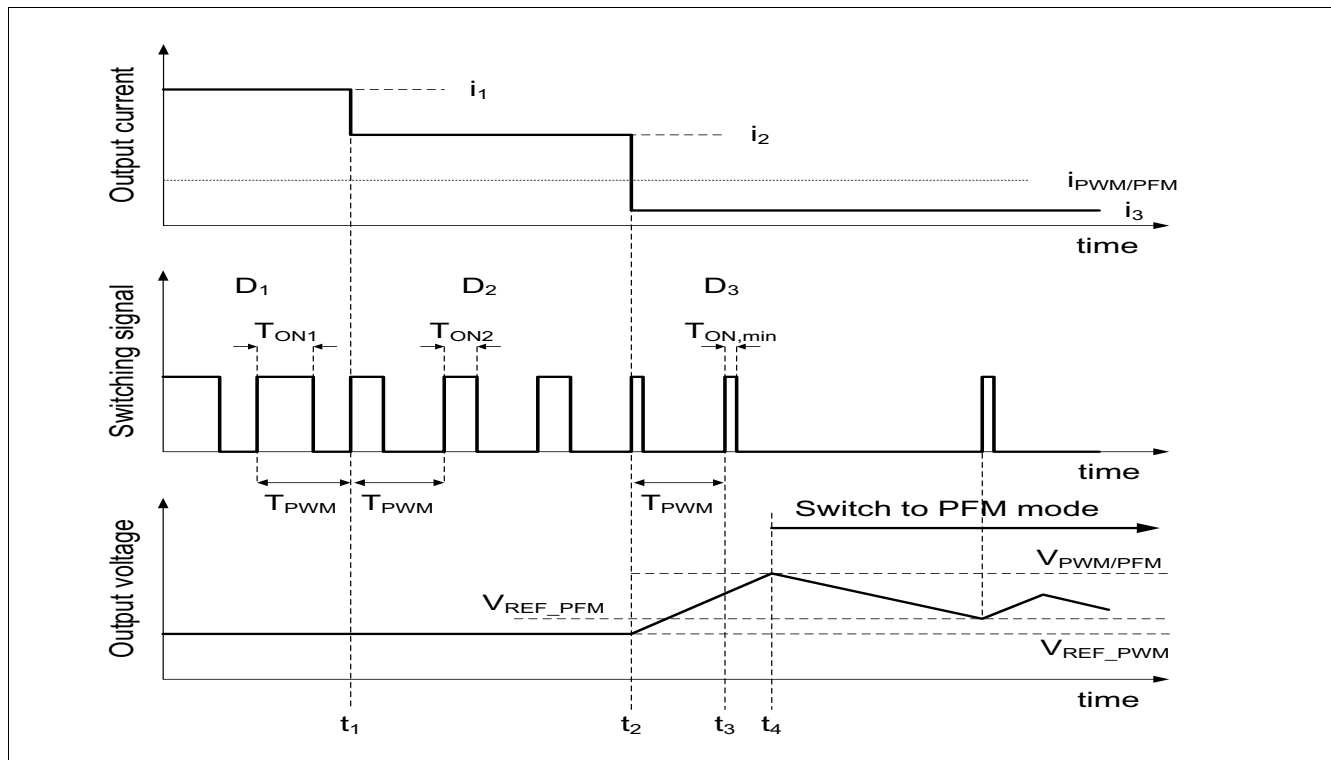 Output current
i1
i2
iPWM/PFM
i3
time
Switching signal
D1
D2
D3
TON1
TON2
TON,min
time
TPWM
TPWM
TPWM
Output voltage
Switch to PFM mode
VPWM/PFM
VREF_PFM
VREF_PWM
time
t1
t2
t3
t4